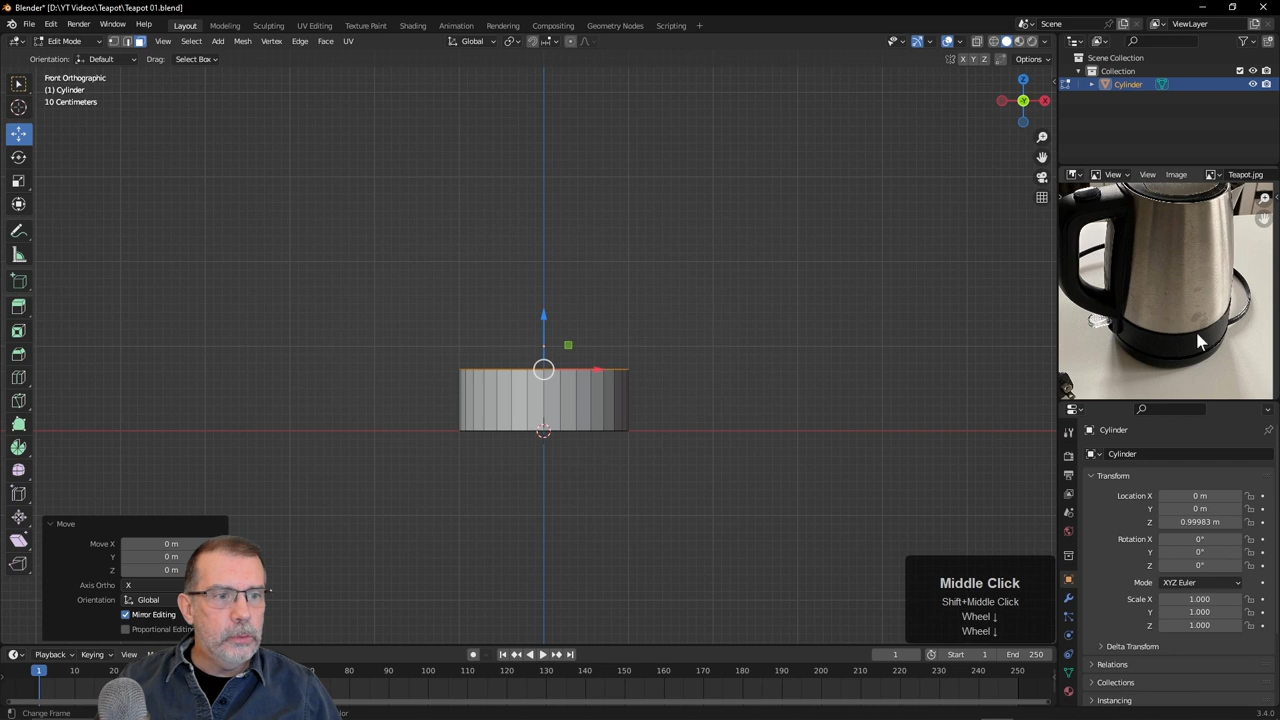 Blender* [D:\YT Videos\Teapot\Teapot 01.blend]
File Edit Render Window Help Layout Modeling Sculpting UV Editing Texture Paint Shading Animation Rendering Compositing Geometry Nodes Scripting + Scene ViewLayer
Edit Mode View Select Add Mesh Vertex Edge Face UV Global
Orientation: Default Drag: Select Box X Y Z Options
Front Orthographic
(1) Cylinder
10 Centimeters
Z
Y
X
Scene Collection
Collection
Cylinder
View View Image Teapot.jpg
Cylinder
Cylinder
Transform
Location X 0 m
Y 0 m
Z 0.99983 m
Rotation X 0°
Y 0°
Z 0°
Mode XYZ Euler
Scale X 1.000
Y 1.000
Z 1.000
Delta Transform
Relations
Collections
Instancing
Move
Move X 0 m
Y 0 m
Z 0 m
Axis Ortho X
Orientation Global
Mirror Editing
Proportional Editin
Middle Click
Shift+Middle Click
Wheel ↓
Wheel ↓
Playback Keying View 1 Start 1 End 250
1 10 70 80 90 100 110 120 130 140 150 160 170 180 190 200 210 220 230 240 250
Change Frame 3.4.0